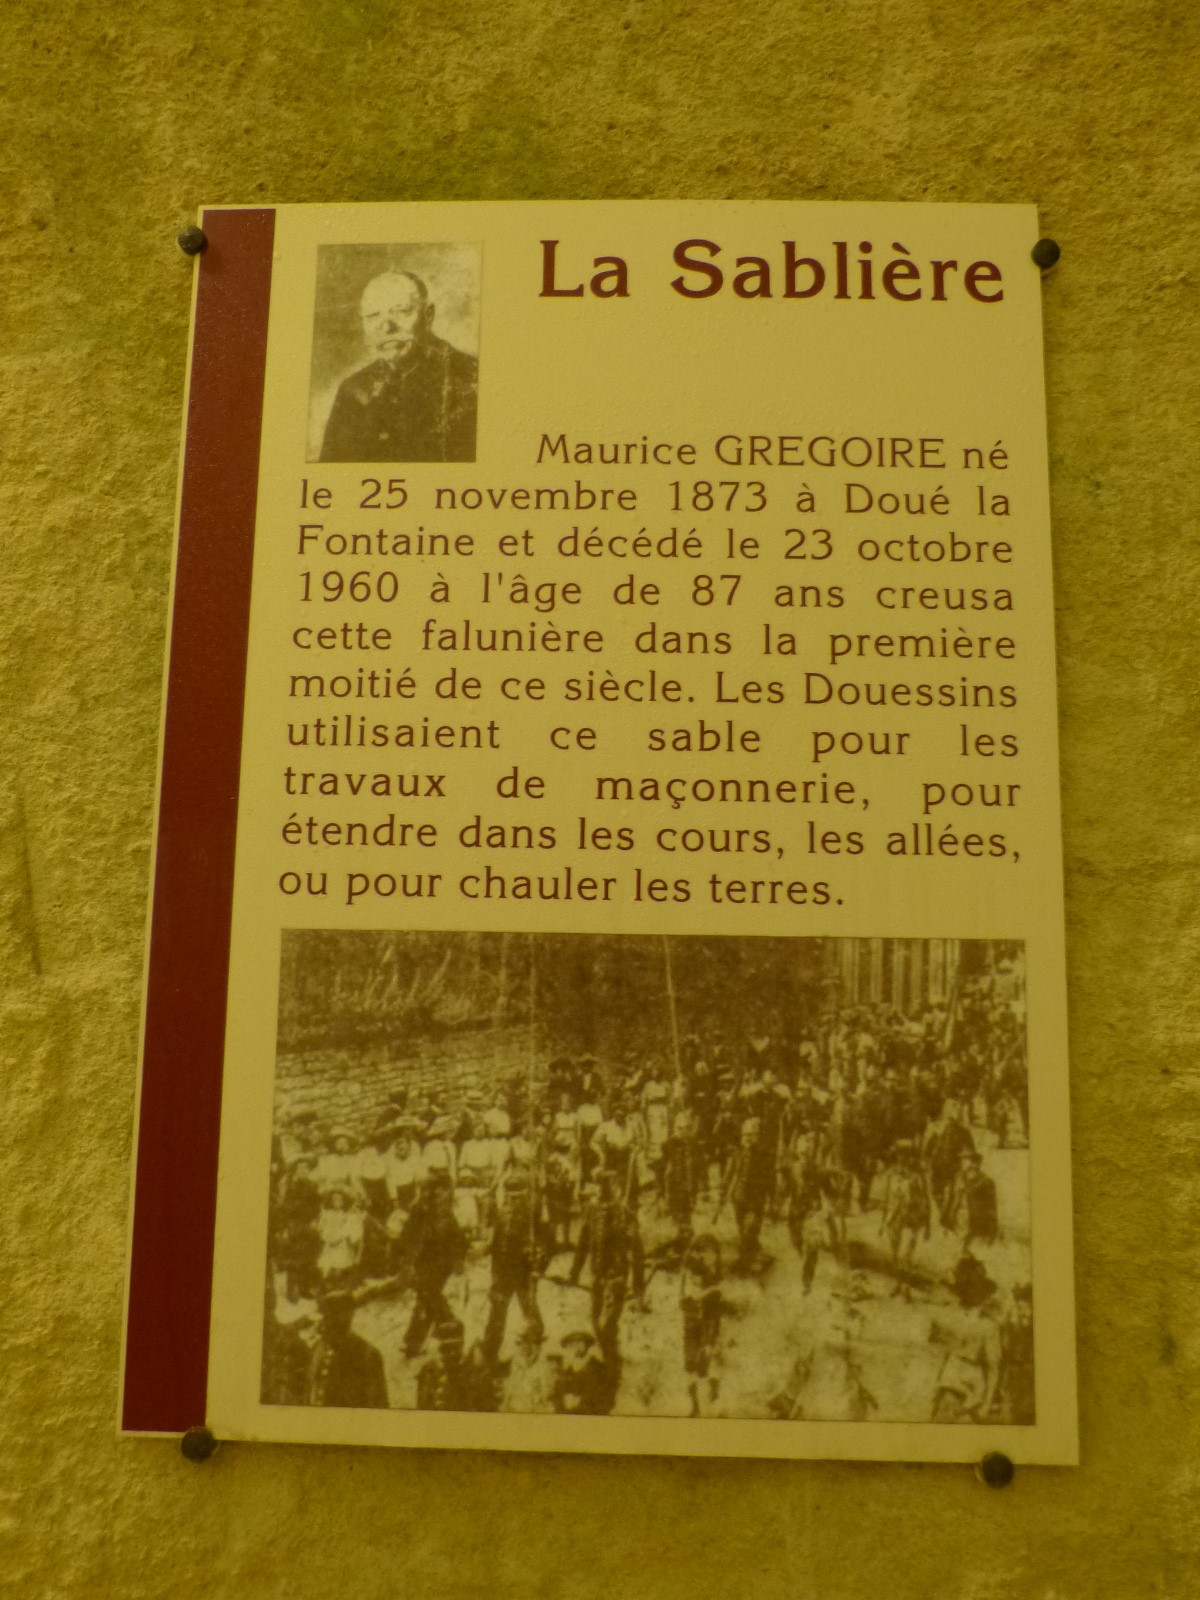 La Sablière
Maurice GREGOIRE né
le 25 novembre 1873 à Doué la
Fontaine et décédé le 23 octobre
1960 à l'âge de 87 ans creusa
cette falunière dans la première
moitié de ce siècle. Les Douessins
utilisaient ce sable pour les
travaux de maçonnerie, pour
étendre dans les cours, les allées,
ou pour chauler les terres.